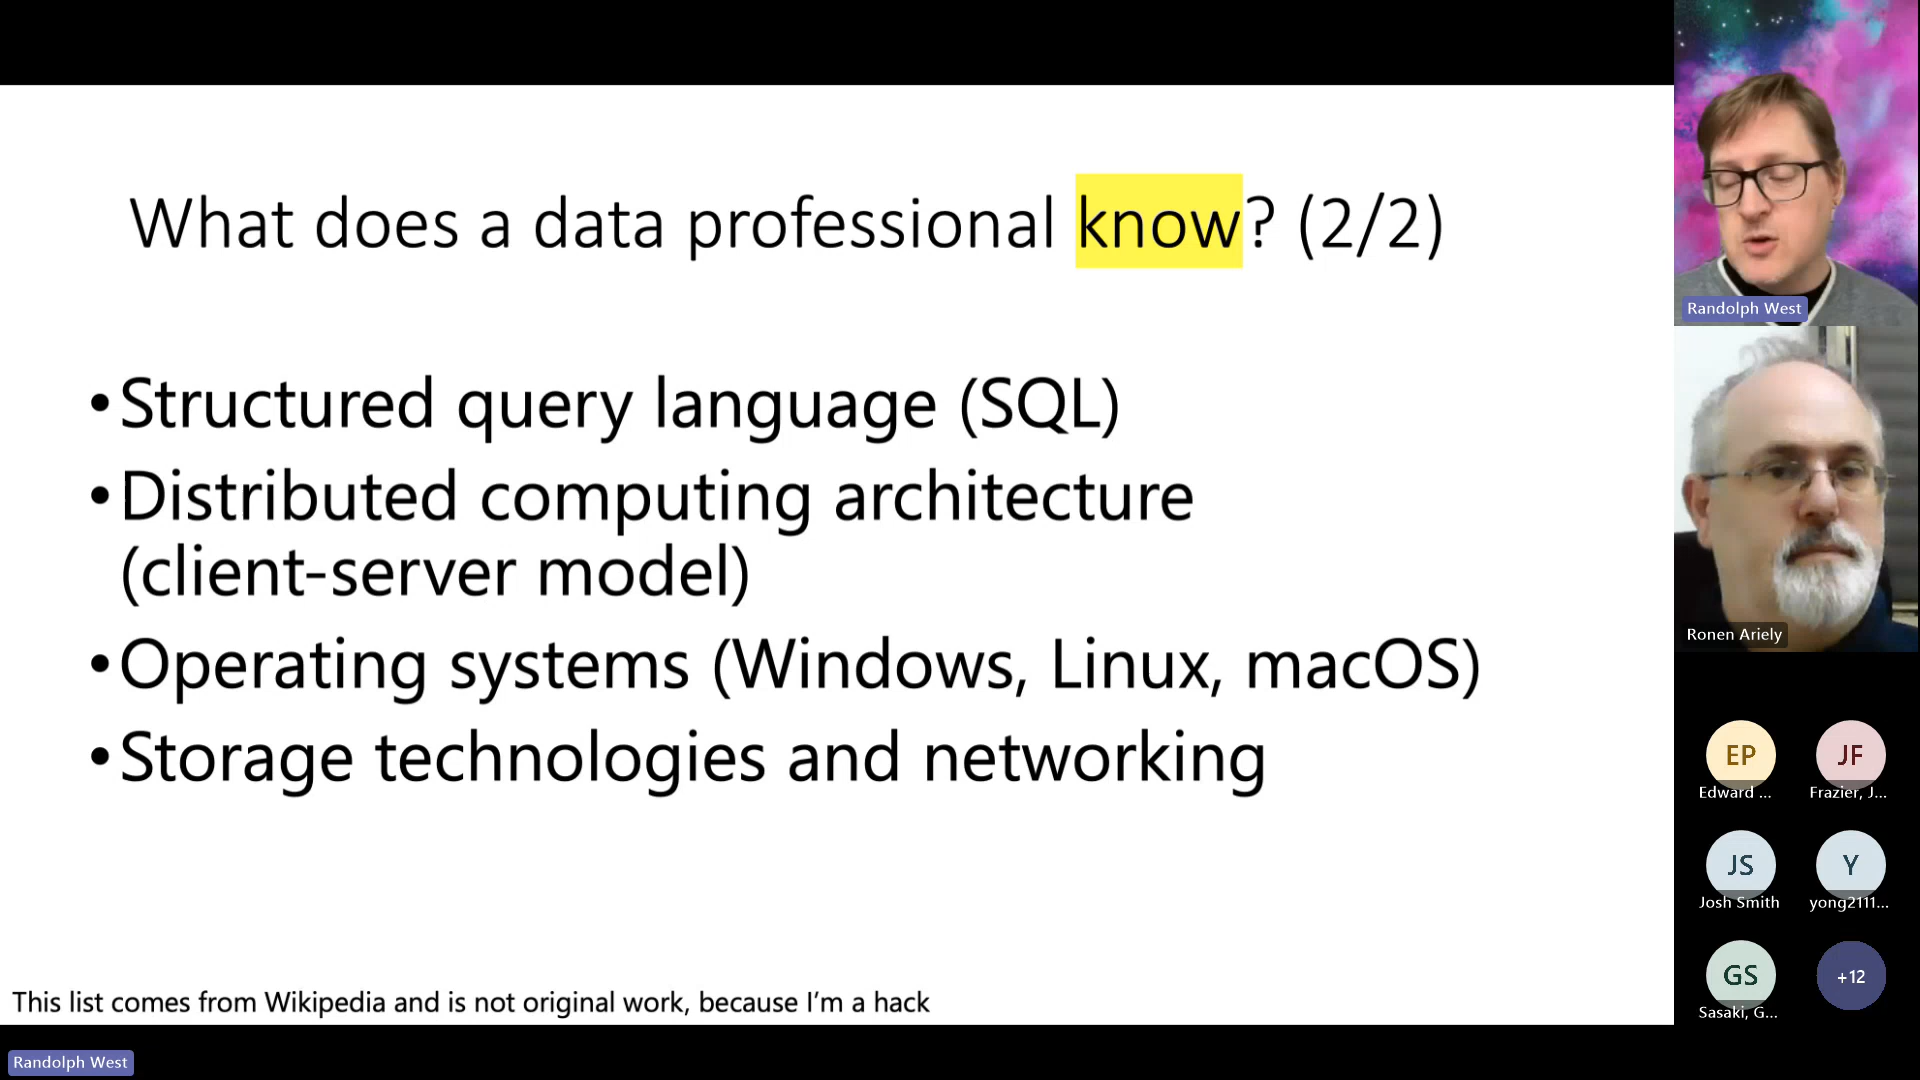 What does a data professional know? (2/2)
•Structured query language (SQL)
•Distributed computing architecture
(client-server model)
•Operating systems (Windows, Linux, macOS)
•Storage technologies and networking
This list comes from Wikipedia and is not original work, because I'm a hack
Randolph West
Randolph West
Ronen Ariely
EP
Edward ...
JF
Frazier, J...
JS
Josh Smith
Y
yong2111...
GS
Sasaki, G...
+12